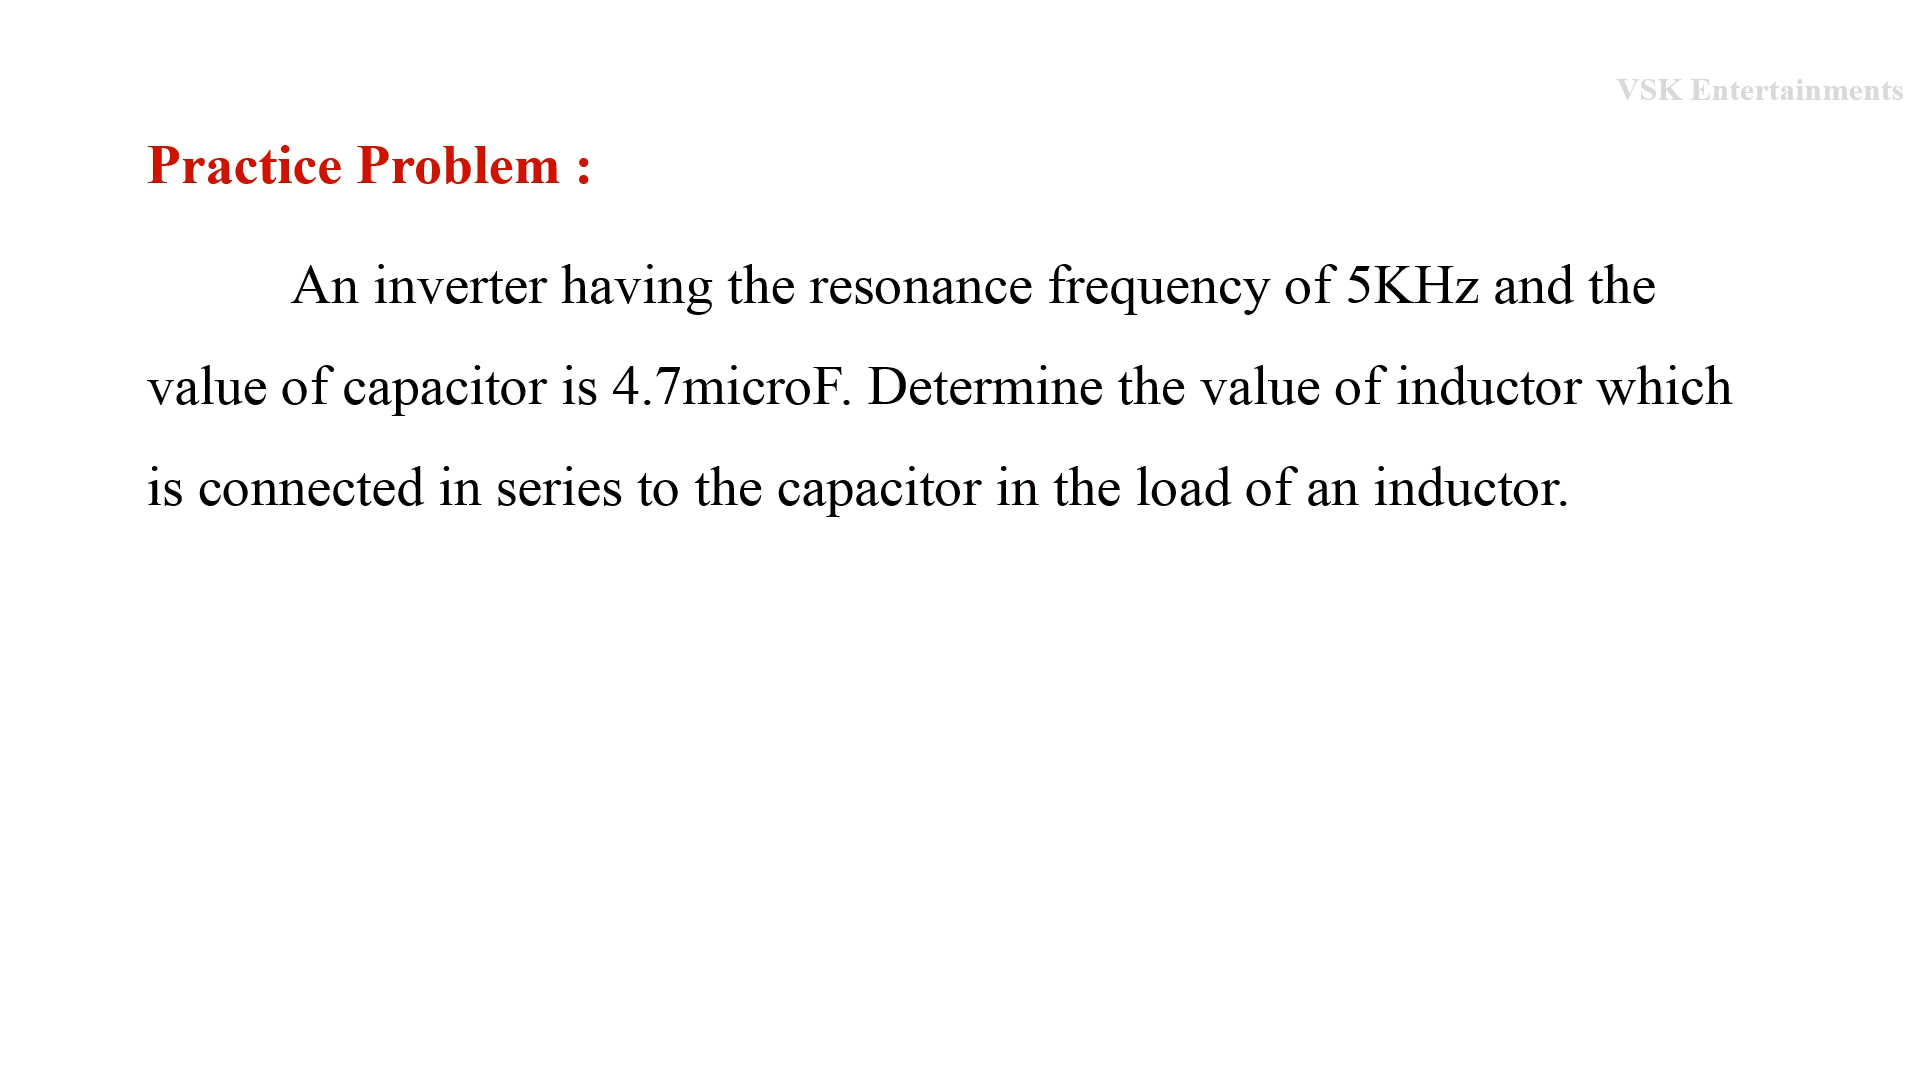 VSK Entertainments
Practice Problem :
An inverter having the resonance frequency of 5KHz and the
value of capacitor is 4.7microF. Determine the value of inductor which
is connected in series to the capacitor in the load of an inductor.